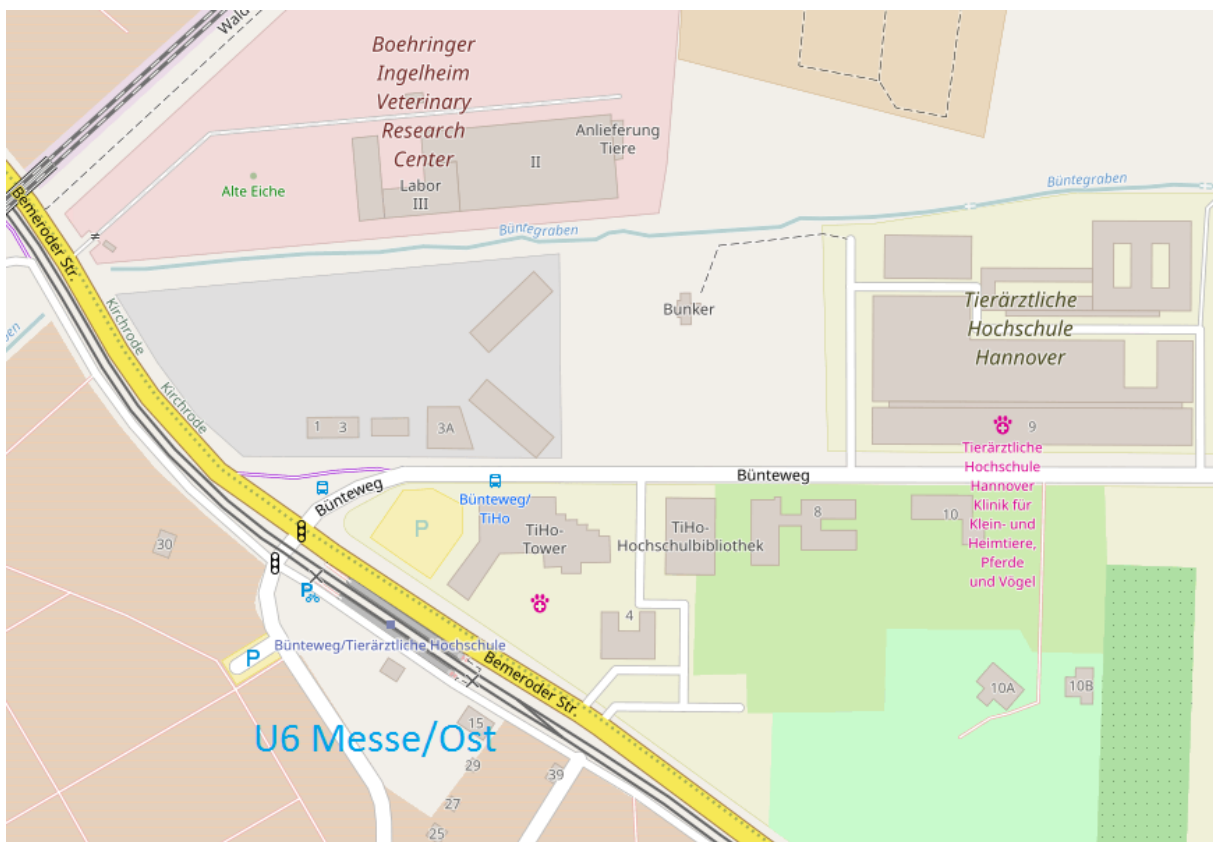 Wald
Boehringer
Ingelheim
Veterinary
Research
Center
Anlieferung
Tiere
II
Labor
III
Alte Eiche
Büntegraben
Büntegraben
Bemeroder Str.
Kirchrode
Kirchrode
Bunker
Tierärztliche
Hochschule
Hannover
1
3
3A
9
Tierärztliche
Hochschule
Hannover
Klinik für
Klein- und
Heimtiere,
Pferde
und Vögel
Bünteweg
Bünteweg
Bünteweg/
TiHo
P
TiHo-
Tower
TiHo-
Hochschulbibliothek
8
10
30
P
4
P
Bünteweg/Tierärztliche Hochschule
Bemeroder Str.
10A
10B
U6 Messe/Ost
15
29
39
27
25